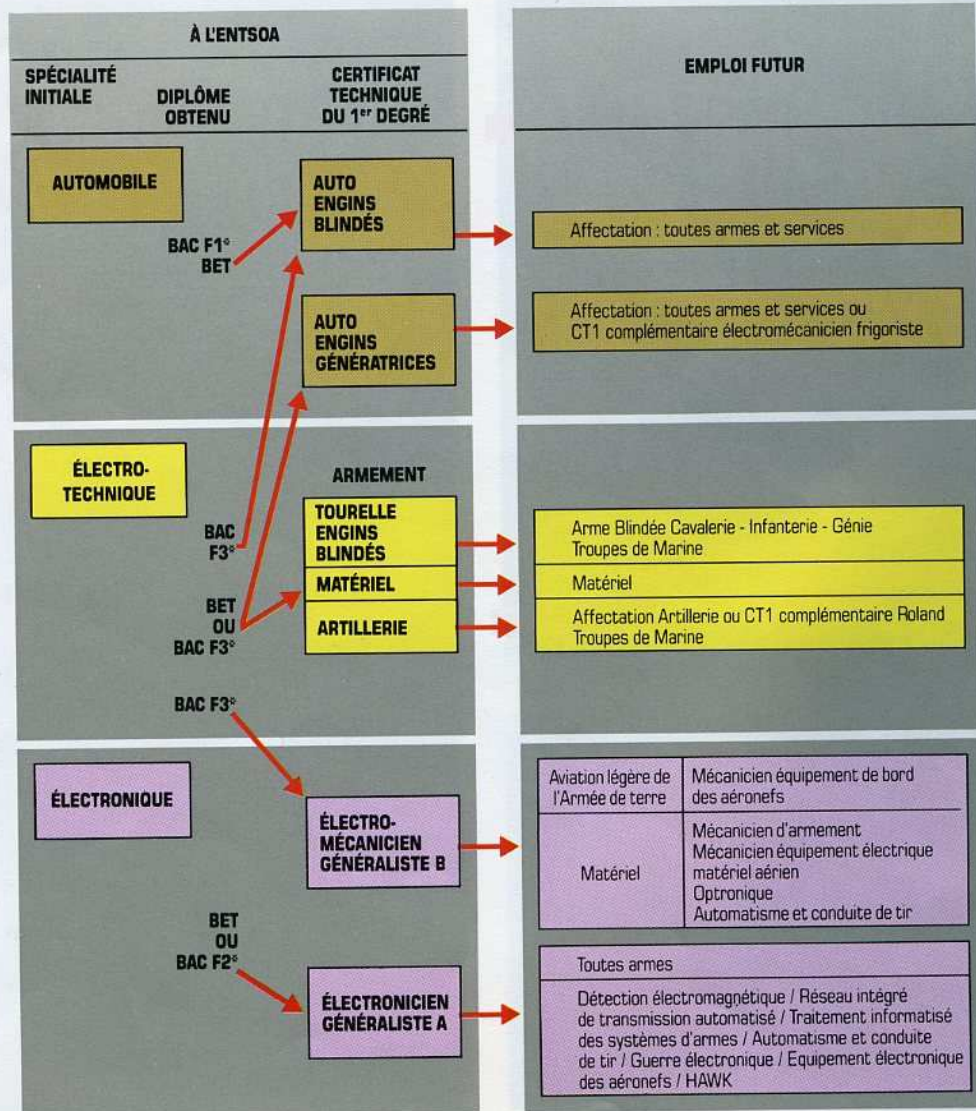 À L'ENTSOA
SPÉCIALITÉ
INITIALE
DIPLÔME
OBTENU
CERTIFICAT
TECHNIQUE
DU 1er DEGRÉ
EMPLOI FUTUR
AUTOMOBILE
BAC F1*
BET
AUTO
ENGINS
BLINDÉS
Affectation : toutes armes et services
AUTO
ENGINS
GÉNÉRATRICES
Affectation : toutes armes et services ou
CT1 complémentaire électromécanicien frigoriste
ÉLECTRO-
TECHNIQUE
BAC
F3*
BET
OU
BAC F3*
BAC F3*
ARMEMENT
TOURELLE
ENGINS
BLINDÉS
Arme Blindée Cavalerie - Infanterie - Génie
Troupes de Marine
MATÉRIEL
Matériel
ARTILLERIE
Affectation Artillerie ou CT1 complémentaire Roland
Troupes de Marine
ÉLECTRONIQUE
BET
OU
BAC F2*
ÉLECTRO-
MÉCANICIEN
GÉNÉRALISTE B
Aviation légère de
l'Armée de terre
Mécanicien équipement de bord
des aéronefs
Matériel
Mécanicien d'armement
Mécanicien équipement électrique
matériel aérien
Optronique
Automatisme et conduite de tir
ÉLECTRONICIEN
GÉNÉRALISTE A
Toutes armes
Détection électromagnétique / Réseau intégré
de transmission automatisé / Traitement informatisé
des systèmes d'armes / Automatisme et conduite
de tir / Guerre électronique / Equipement électronique
des aéronefs / HAWK